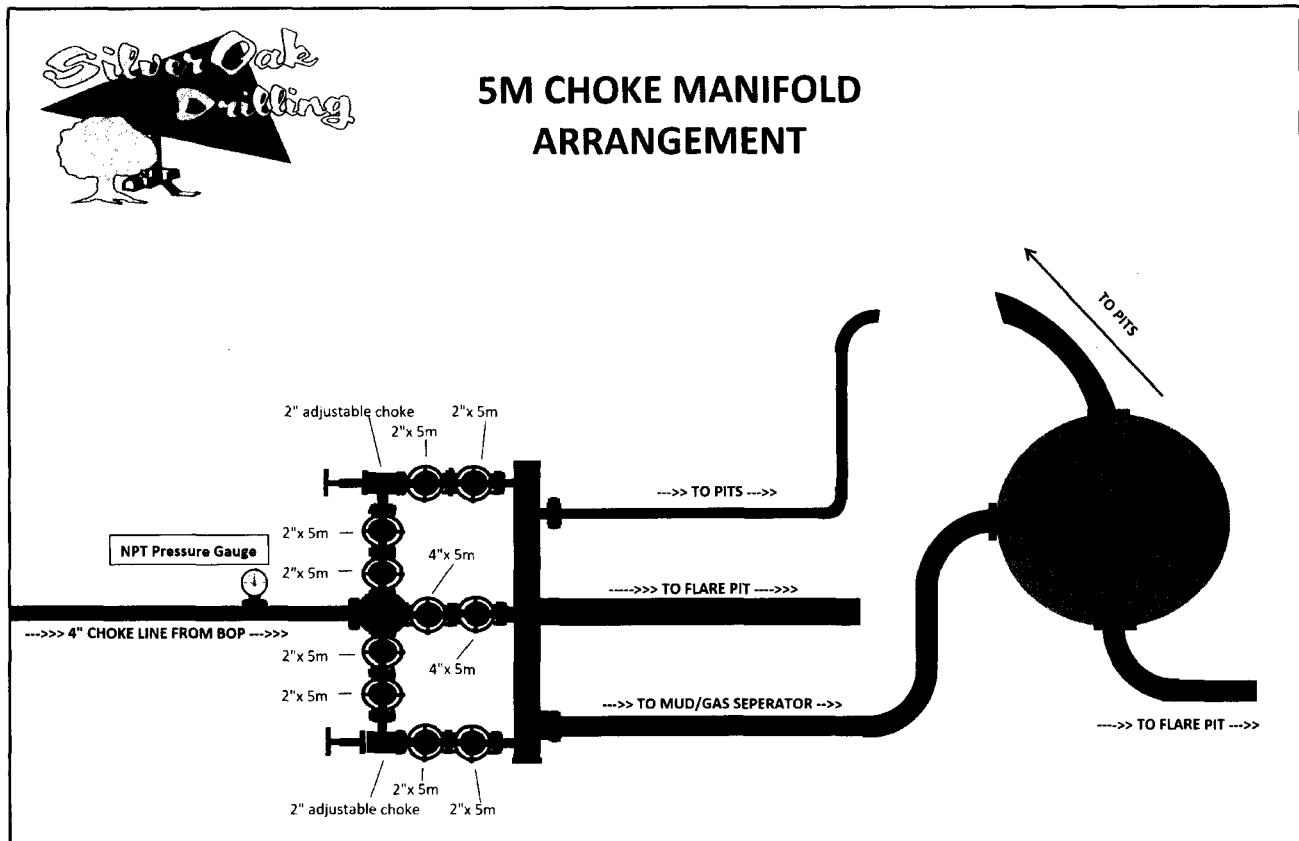 Silver Oak
Drilling
5M CHOKE MANIFOLD
ARRANGEMENT
TO PITS
2" adjustable choke
2"x 5m
2"x 5m
--->> TO PITS --->>
2"x 5m
2"x 5m
4"x 5m
NPT Pressure Gauge
----->>> TO FLARE PIT ---->>>
--->>> 4" CHOKE LINE FROM BOP --->>>
2"x 5m
4"x 5m
2"x 5m
--->> TO MUD/GAS SEPERATOR -->>
--->> TO FLARE PIT --->>
2"x 5m
2" adjustable choke
2"x 5m